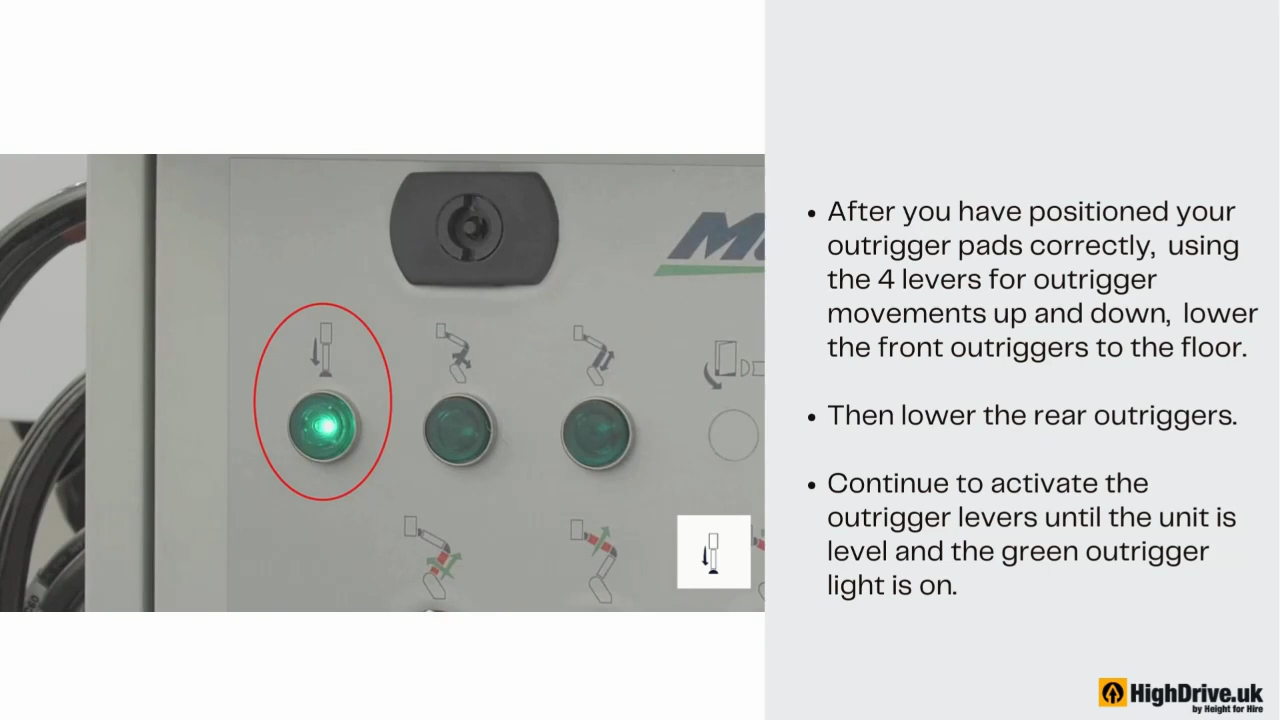 After you have positioned your
outrigger pads correctly, using
the 4 levers for outrigger
movements up and down, lower
the front outriggers to the floor.
Then lower the rear outriggers.
Continue to activate the
outrigger levers until the unit is
level and the green outrigger
light is on.
HighDrive.uk
by Height for Hire